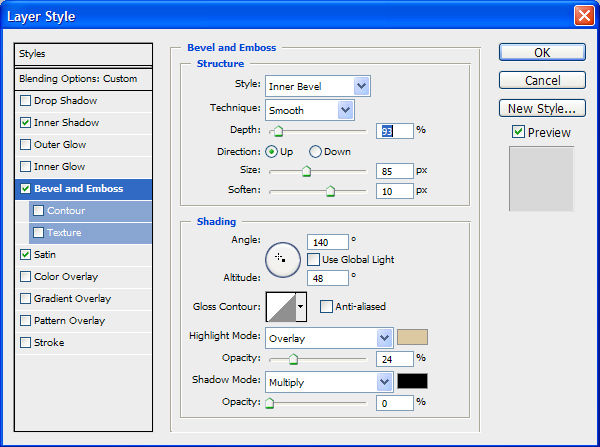 Layer Style
Styles
Blending Options: Custom
Drop Shadow
Inner Shadow
Outer Glow
Inner Glow
Bevel and Emboss
Contour
Texture
Satin
Color Overlay
Gradient Overlay
Pattern Overlay
Stroke
Bevel and Emboss
Structure
Style: Inner Bevel
Technique: Smooth
Depth: 93 %
Direction: Up Down
Size: 85 px
Soften: 10 px
Shading
Angle: 140 °
Use Global Light
Altitude: 48 °
Gloss Contour: Anti-aliased
Highlight Mode: Overlay
Opacity: 24 %
Shadow Mode: Multiply
Opacity: 0 %
OK
Cancel
New Style...
Preview